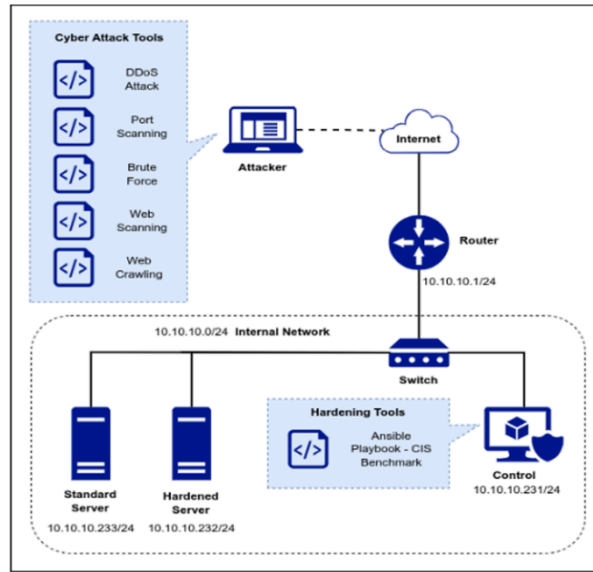 Cyber Attack Tools
</>
DDoS
Attack
</>
Port
Scanning
</>
Brute
Force
</>
Web
Scanning
</>
Web
Crawling
Attacker
Internet
Router
10.10.10.1/24
10.10.10.0/24 Internal Network
Switch
Hardening Tools
</>
Ansible
Playbook - CIS
Benchmark
Control
10.10.10.231/24
Standard
Server
10.10.10.233/24
Hardened
Server
10.10.10.232/24